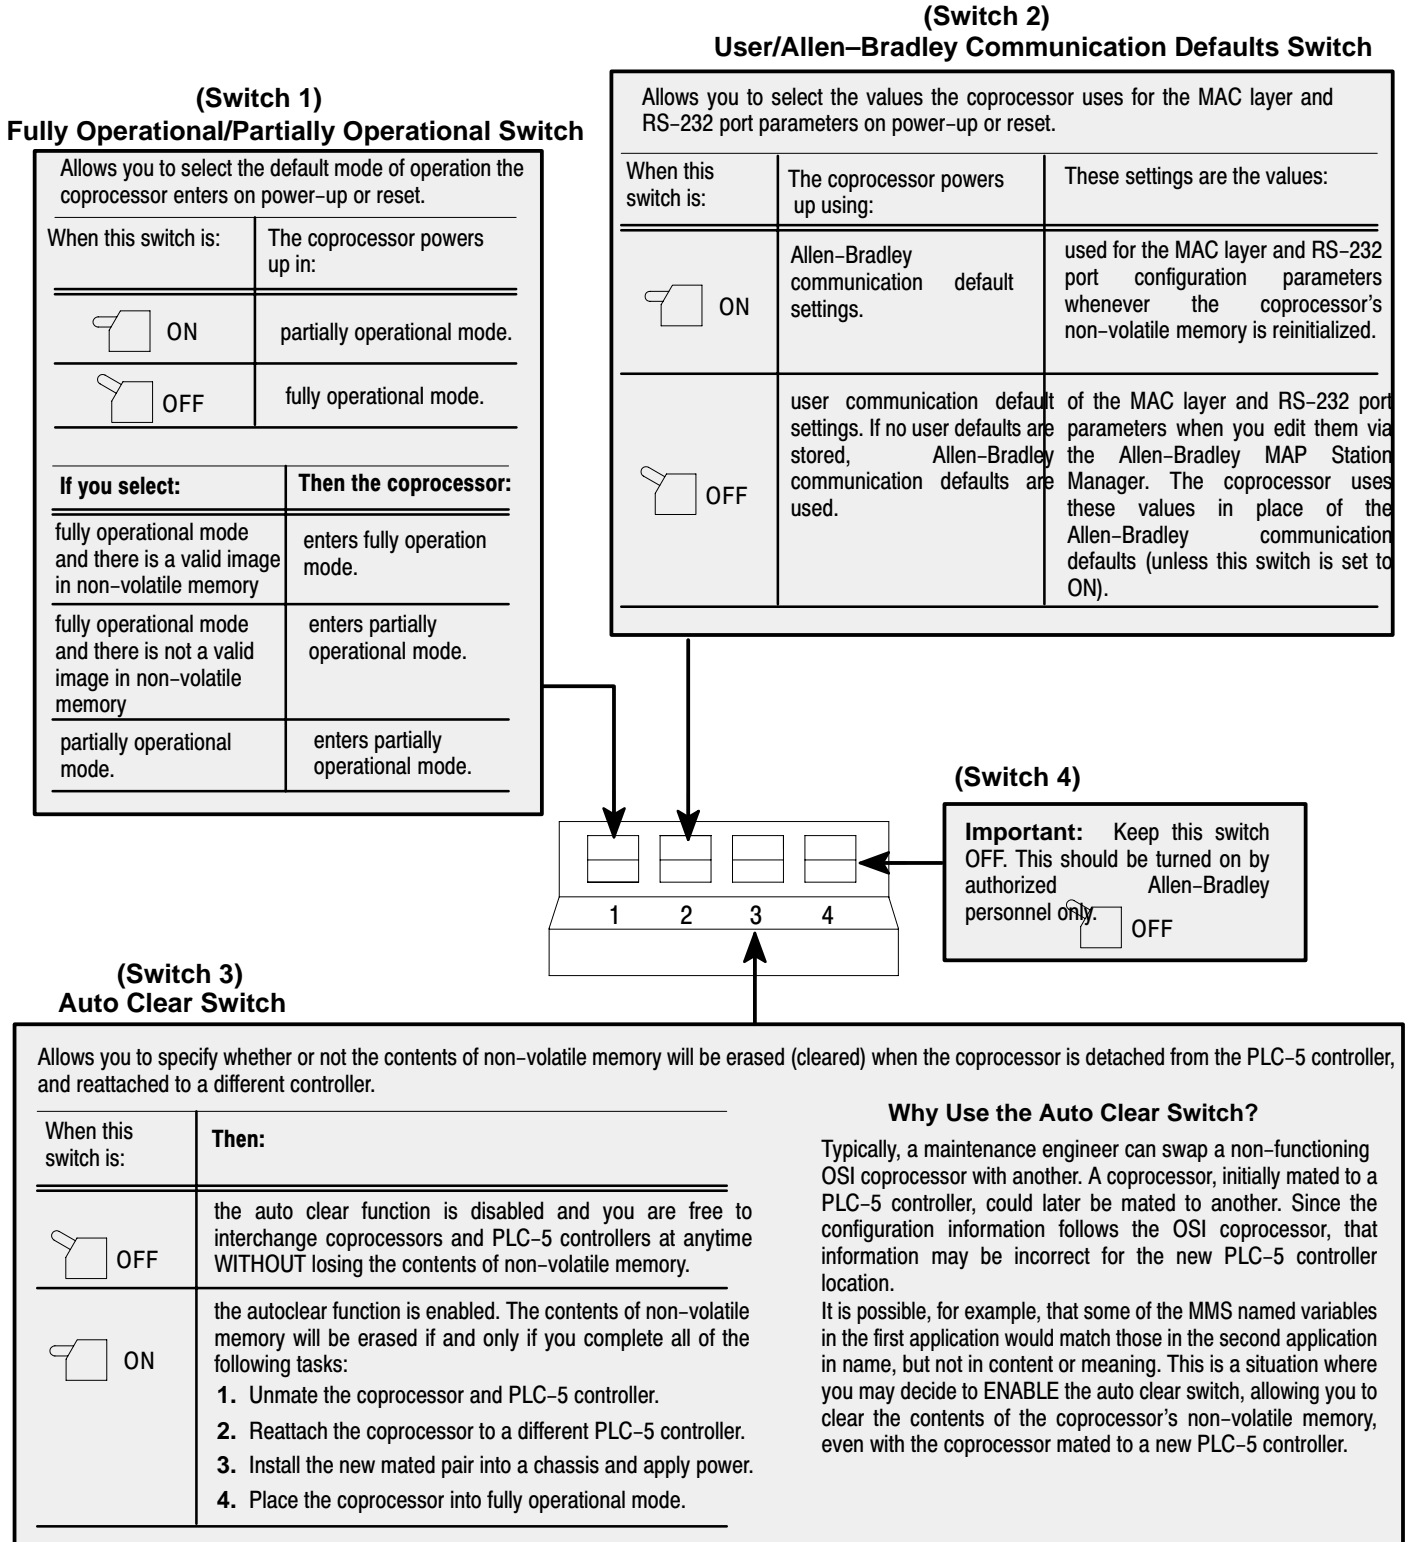 (Switch 2)
User/Allen–Bradley Communication Defaults Switch
Allows you to select the values the coprocessor uses for the MAC layer and
RS–232 port parameters on power–up or reset.
When this
switch is:
The coprocessor powers
up using:
These settings are the values:
ON
Allen–Bradley
communication default
settings.
used for the MAC layer and RS–232
port configuration parameters
whenever the coprocessor's
non–volatile memory is reinitialized.
OFF
user communication default
settings. If no user defaults are
stored, Allen–Bradley
communication defaults are
used.
of the MAC layer and RS–232 port
parameters when you edit them via
the Allen–Bradley MAP Station
Manager. The coprocessor uses
these values in place of the
Allen–Bradley communication
defaults (unless this switch is set to
ON).
(Switch 1)
Fully Operational/Partially Operational Switch
Allows you to select the default mode of operation the
coprocessor enters on power–up or reset.
When this switch is:
The coprocessor powers
up in:
ON
partially operational mode.
OFF
fully operational mode.
If you select:
Then the coprocessor:
fully operational mode
and there is a valid image
in non–volatile memory
enters fully operation
mode.
fully operational mode
and there is not a valid
image in non–volatile
memory
enters partially
operational mode.
partially operational
mode.
enters partially
operational mode.
(Switch 4)
Important: Keep this switch
OFF. This should be turned on by
authorized Allen–Bradley
personnel only.
OFF
1 2 3 4
(Switch 3)
Auto Clear Switch
Allows you to specify whether or not the contents of non–volatile memory will be erased (cleared) when the coprocessor is detached from the PLC–5 controller,
and reattached to a different controller.
When this
switch is:
Then:
OFF
the auto clear function is disabled and you are free to
interchange coprocessors and PLC–5 controllers at anytime
WITHOUT losing the contents of non–volatile memory.
ON
the autoclear function is enabled. The contents of non–volatile
memory will be erased if and only if you complete all of the
following tasks:
1. Unmate the coprocessor and PLC–5 controller.
2. Reattach the coprocessor to a different PLC–5 controller.
3. Install the new mated pair into a chassis and apply power.
4. Place the coprocessor into fully operational mode.
Why Use the Auto Clear Switch?
Typically, a maintenance engineer can swap a non–functioning
OSI coprocessor with another. A coprocessor, initially mated to a
PLC–5 controller, could later be mated to another. Since the
configuration information follows the OSI coprocessor, that
information may be incorrect for the new PLC–5 controller
location.
It is possible, for example, that some of the MMS named variables
in the first application would match those in the second application
in name, but not in content or meaning. This is a situation where
you may decide to ENABLE the auto clear switch, allowing you to
clear the contents of the coprocessor's non–volatile memory,
even with the coprocessor mated to a new PLC–5 controller.